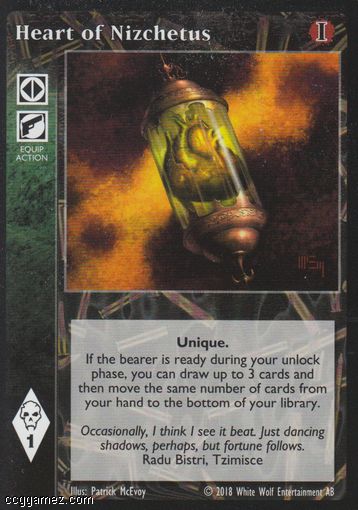 Heart of Nizchetus
I
EQUIP
ACTION
Unique.
If the bearer is ready during your unlock
phase, you can draw up to 3 cards and
then move the same number of cards from
your hand to the bottom of your library.
Occasionally, I think I see it beat. Just dancing
shadows, perhaps, but fortune follows.
Radu Bistri, Tzimisce
1
Illus: Patrick McEvoy © 2018 White Wolf Entertainment AB
ccggamez.com